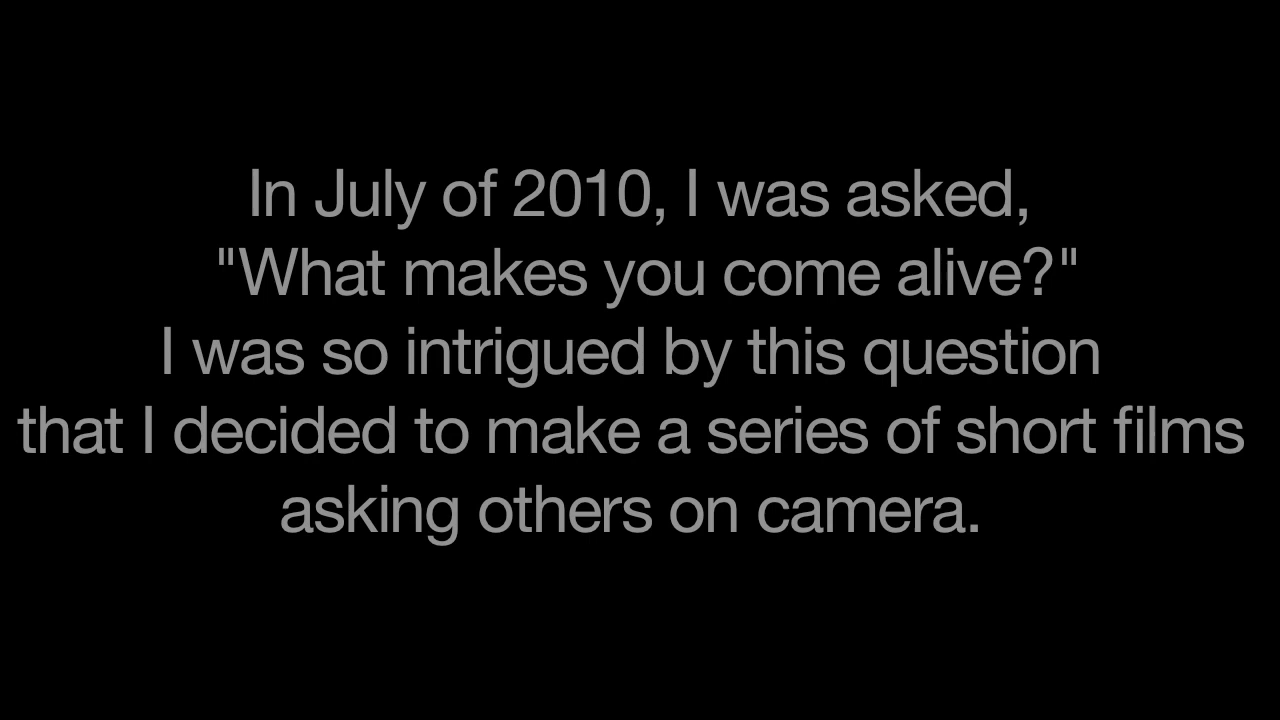 In July of 2010, I was asked,
"What makes you come alive?"
I was so intrigued by this question
that I decided to make a series of short films
asking others on camera.